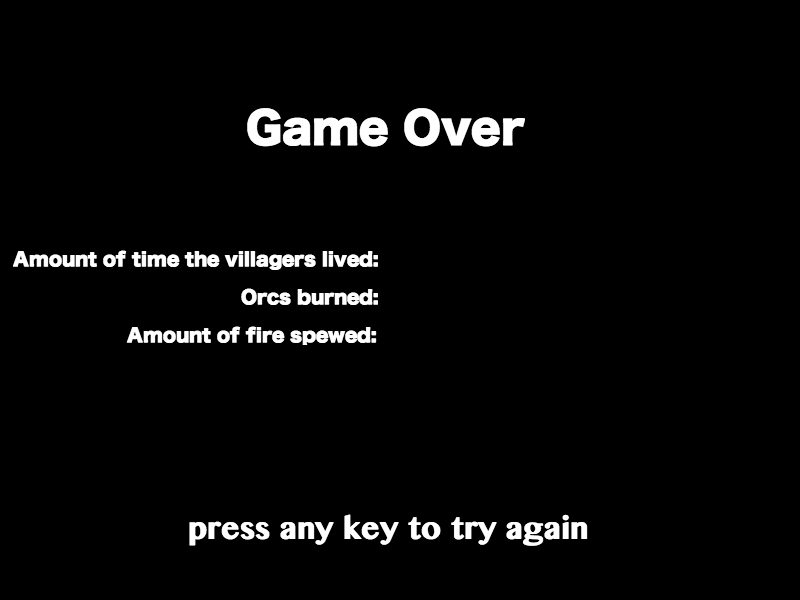 Game Over
Amount of time the villagers lived:
Orcs burned:
Amount of fire spewed:
press any key to try again